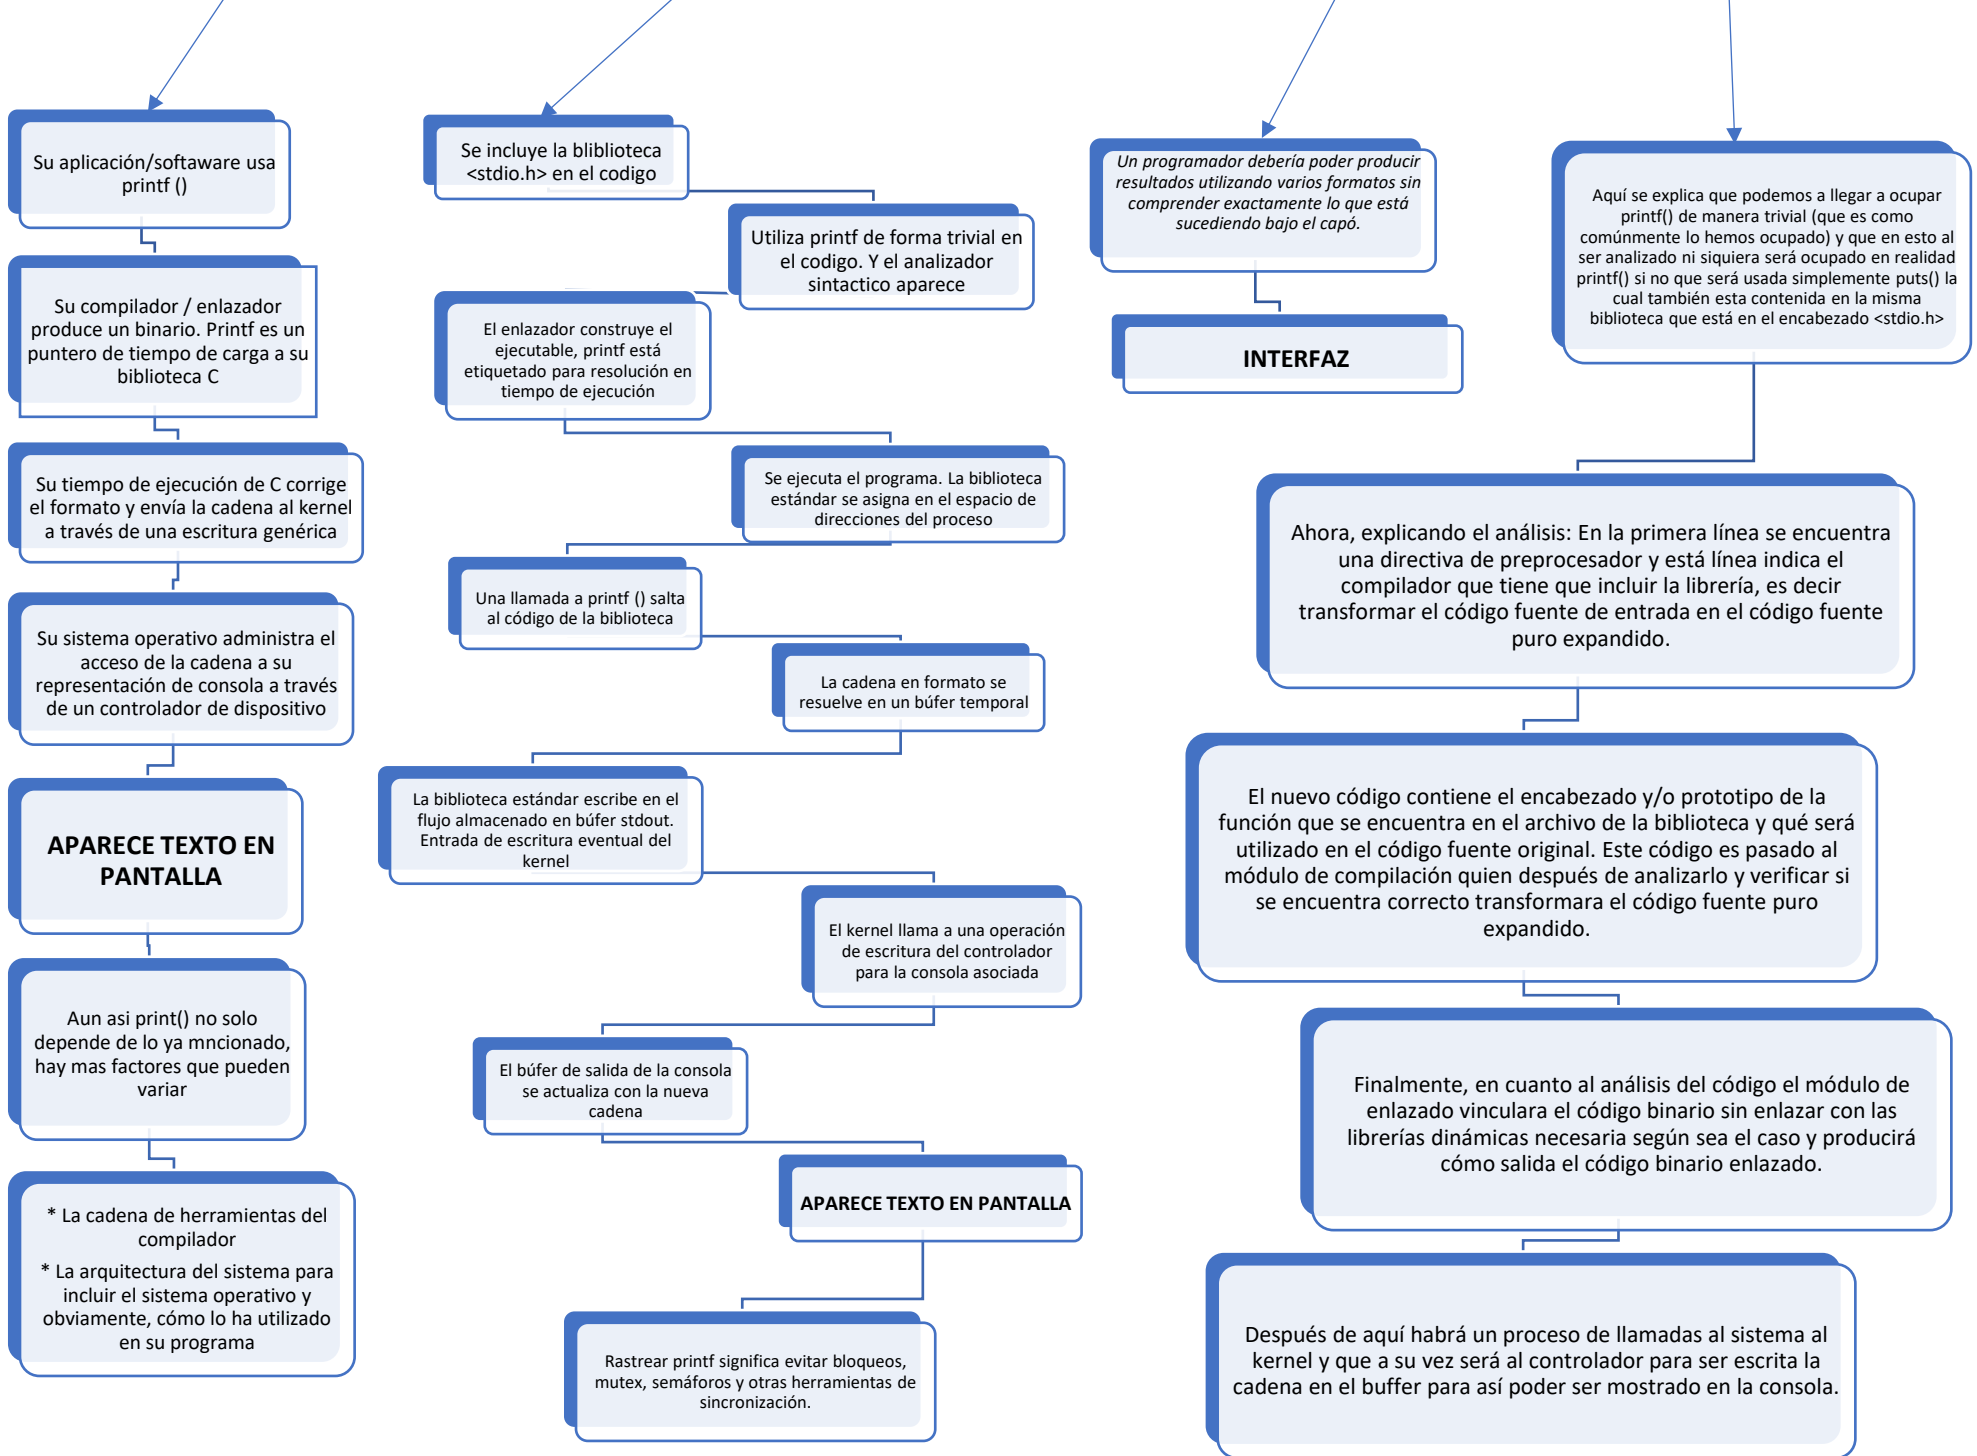 Su aplicación/softaware usa
printf ()
Su compilador / enlazador
produce un binario. Printf es un
puntero de tiempo de carga a su
biblioteca C
Su tiempo de ejecución de C corrige
el formato y envía la cadena al kernel
a través de una escritura genérica
Su sistema operativo administra el
acceso de la cadena a su
representación de consola a través
de un controlador de dispositivo
APARECE TEXTO EN
PANTALLA
Aun asi print() no solo
depende de lo ya mncionado,
hay mas factores que pueden
variar
* La cadena de herramientas del
compilador
* La arquitectura del sistema para
incluir el sistema operativo y
obviamente, cómo lo ha utilizado
en su programa
Se incluye la bliblioteca
<stdio.h> en el codigo
Utiliza printf de forma trivial en
el codigo. Y el analizador
sintactico aparece
El enlazador construye el
ejecutable, printf está
etiquetado para resolución en
tiempo de ejecución
Se ejecuta el programa. La biblioteca
estándar se asigna en el espacio de
direcciones del proceso
Una llamada a printf () salta
al código de la biblioteca
La cadena en formato se
resuelve en un búfer temporal
La biblioteca estándar escribe en el
flujo almacenado en búfer stdout.
Entrada de escritura eventual del
kernel
El kernel llama a una operación
de escritura del controlador
para la consola asociada
El búfer de salida de la consola
se actualiza con la nueva
cadena
APARECE TEXTO EN PANTALLA
Rastrear printf significa evitar bloqueos,
mutex, semáforos y otras herramientas de
sincronización.
Un programador debería poder producir
resultados utilizando varios formatos sin
comprender exactamente lo que está
sucediendo bajo el capó.
INTERFAZ
Aquí se explica que podemos a llegar a ocupar
printf() de manera trivial (que es como
comúnmente lo hemos ocupado) y que en esto al
ser analizado ni siquiera será ocupado en realidad
printf() si no que será usada simplemente puts() la
cual también esta contenida en la misma
biblioteca que está en el encabezado <stdio.h>
Ahora, explicando el análisis: En la primera línea se encuentra
una directiva de preprocesador y está línea indica el
compilador que tiene que incluir la librería, es decir
transformar el código fuente de entrada en el código fuente
puro expandido.
El nuevo código contiene el encabezado y/o prototipo de la
función que se encuentra en el archivo de la biblioteca y qué será
utilizado en el código fuente original. Este código es pasado al
módulo de compilación quien después de analizarlo y verificar si
se encuentra correcto transformara el código fuente puro
expandido.
Finalmente, en cuanto al análisis del código el módulo de
enlazado vinculara el código binario sin enlazar con las
librerías dinámicas necesaria según sea el caso y producirá
cómo salida el código binario enlazado.
Después de aquí habrá un proceso de llamadas al sistema al
kernel y que a su vez será al controlador para ser escrita la
cadena en el buffer para así poder ser mostrado en la consola.